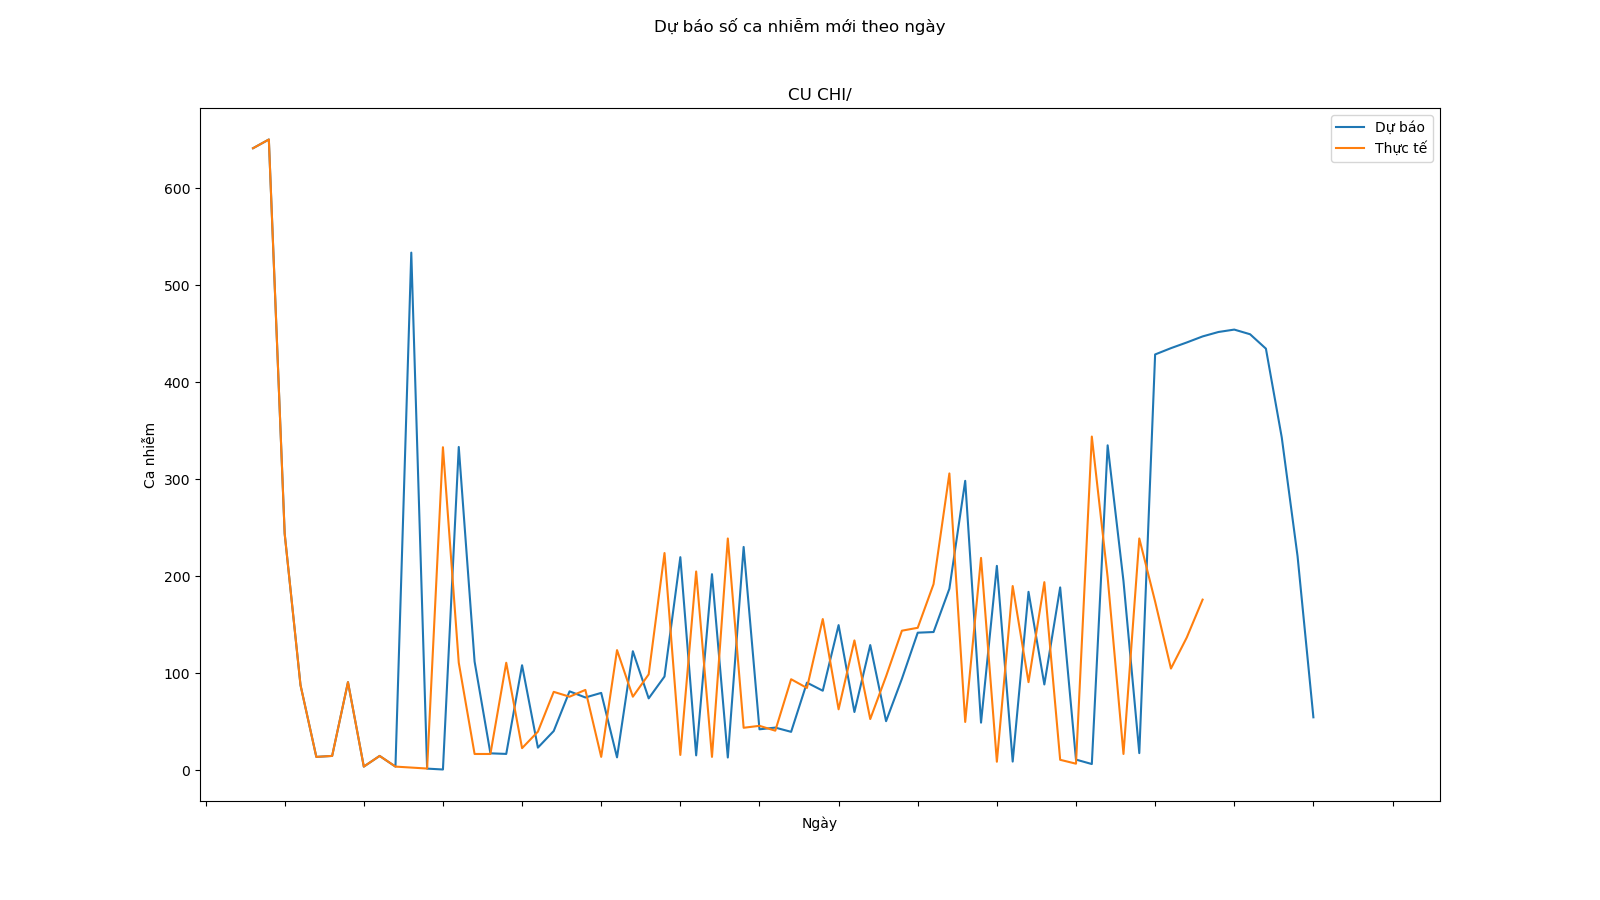 Dự báo số ca nhiễm mới theo ngày
CU CHI/
Dự báo
Thực tế
600
500
400
300
200
100
0
Ca nhiễm
Ngày